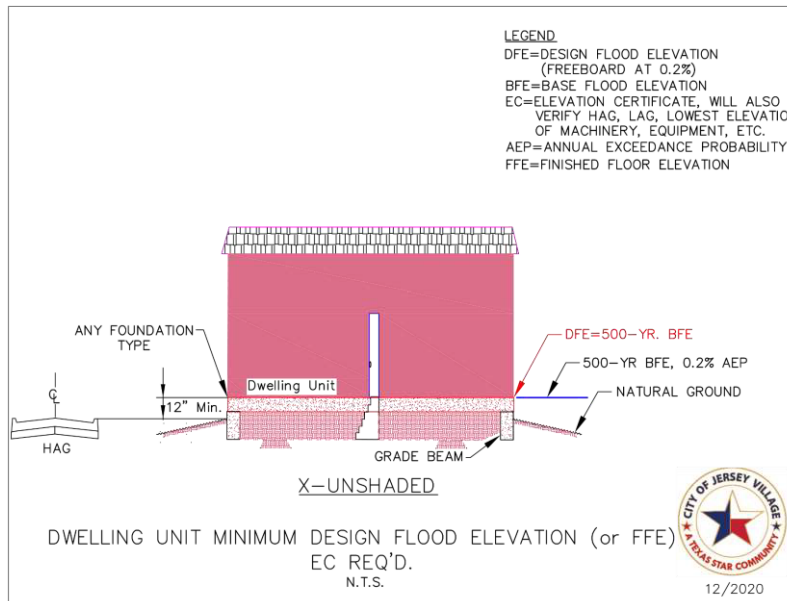 LEGEND
DFE=DESIGN FLOOD ELEVATION
(FREEBOARD AT 0.2%)
BFE=BASE FLOOD ELEVATION
EC=ELEVATION CERTIFICATE, WILL ALSO
VERIFY HAG, LAG, LOWEST ELEVATIO
OF MACHINERY, EQUIPMENT, ETC.
AEP=ANNUAL EXCEEDANCE PROBABILITY
FFE=FINISHED FLOOR ELEVATION
ANY FOUNDATION
TYPE
DFE=500-YR. BFE
500-YR BFE, 0.2% AEP
Dwelling Unit
NATURAL GROUND
12" Min.
HAG
GRADE BEAM
X-UNSHADED
DWELLING UNIT MINIMUM DESIGN FLOOD ELEVATION (or FFE)
EC REQ'D.
N.T.S.
CITY OF JERSEY VILLAGE
A TEXAS STAR COMMUNITY
12/2020